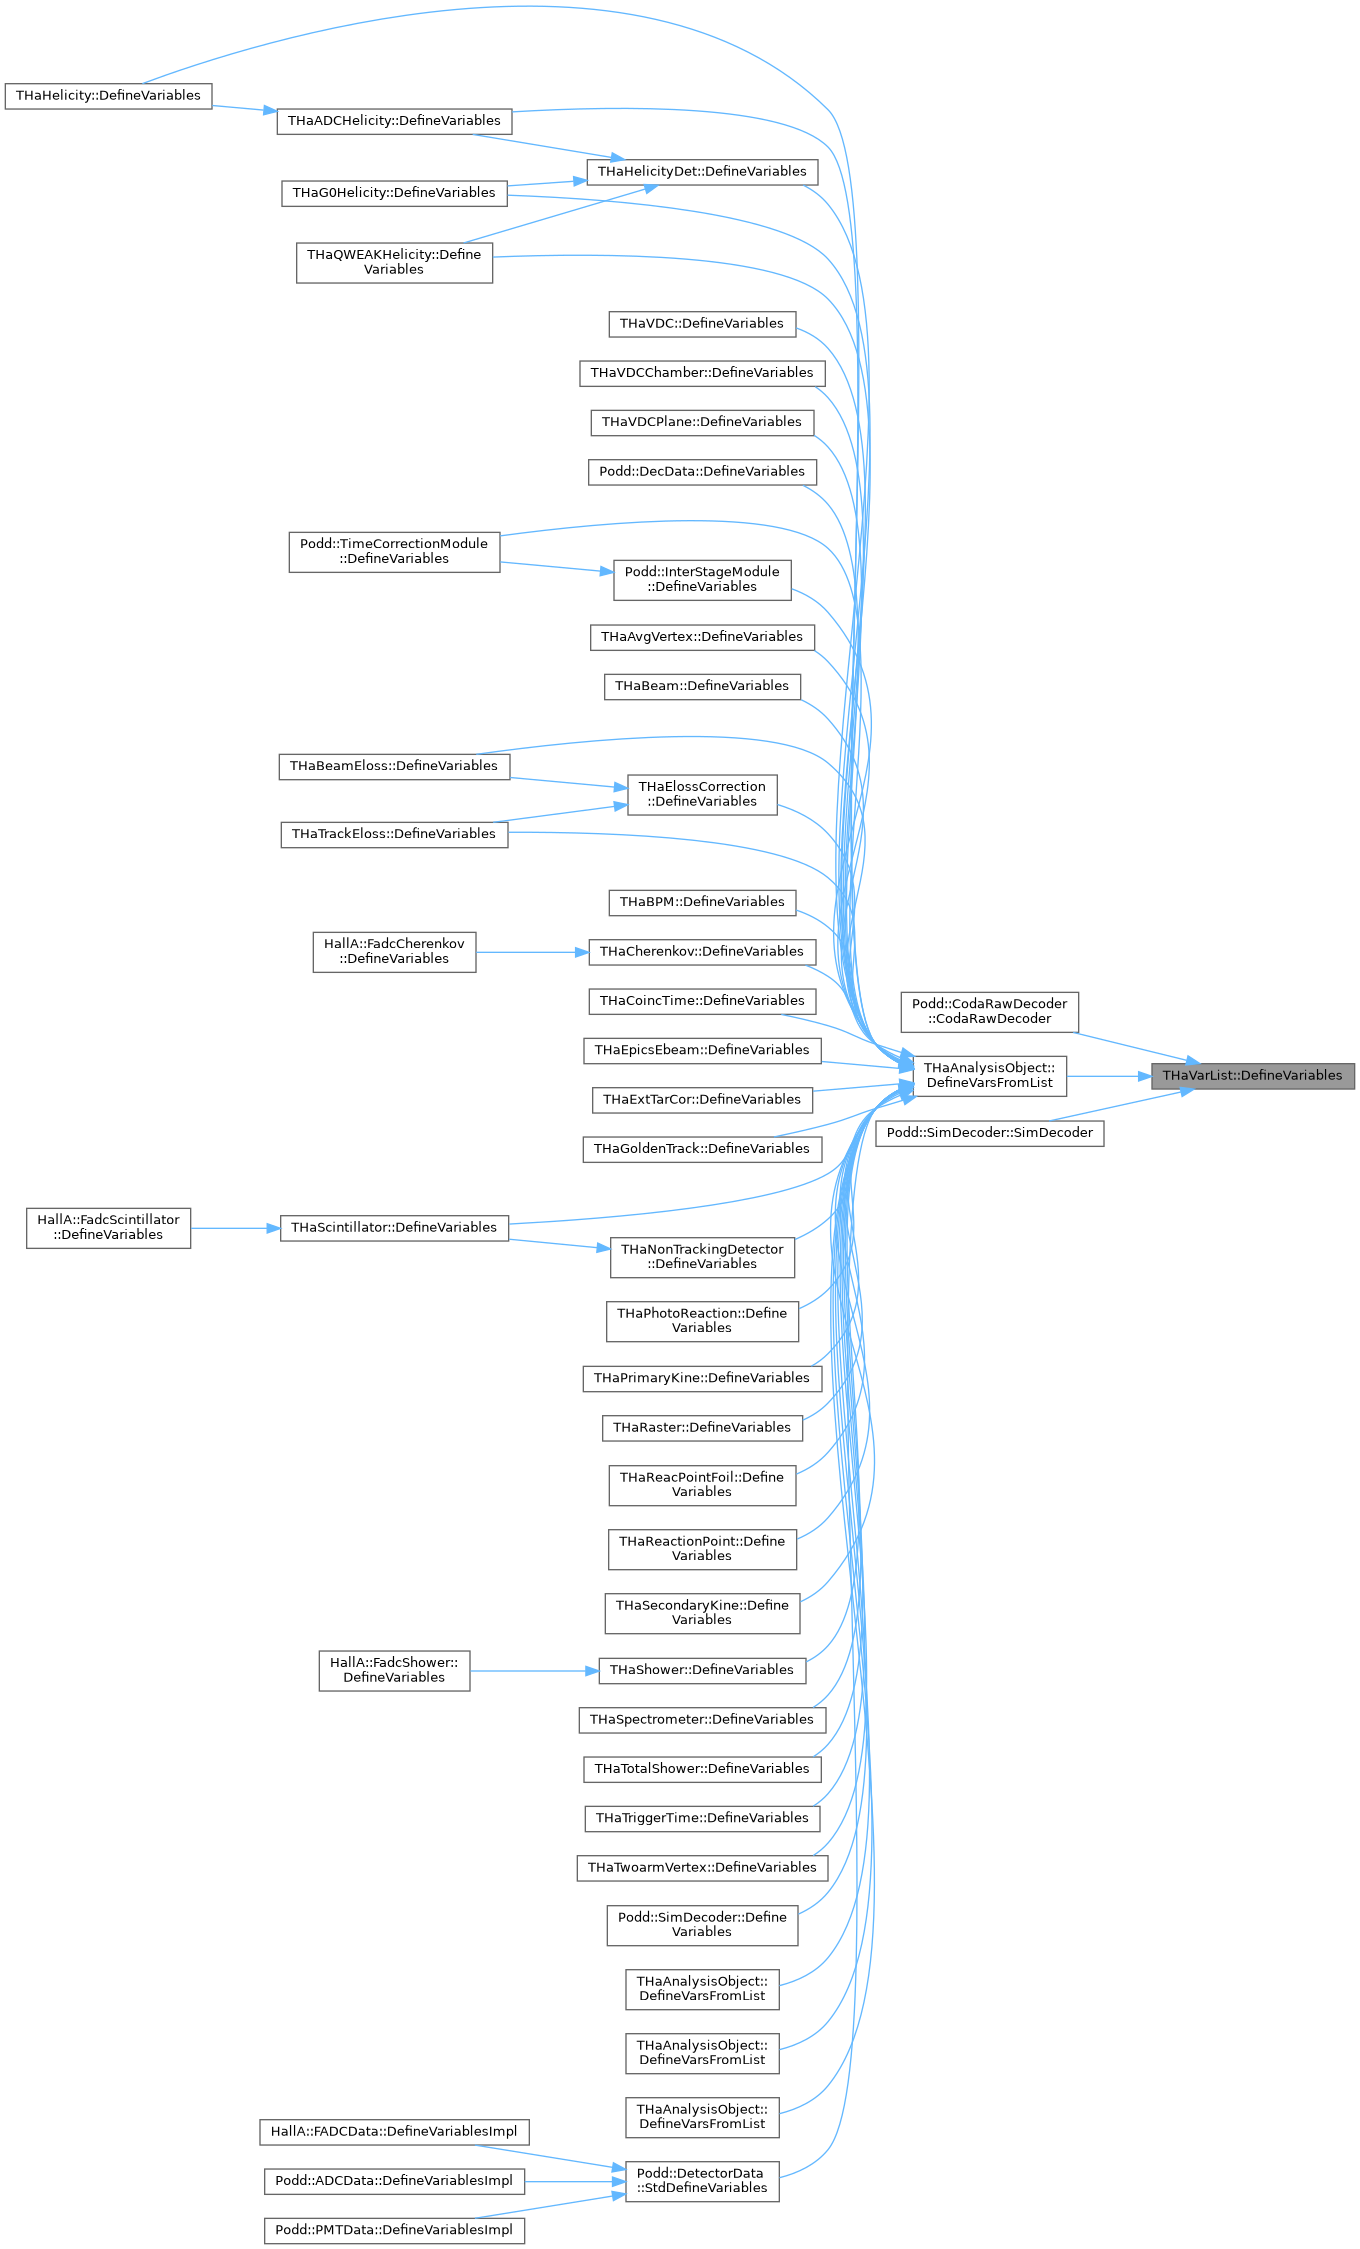 THaHelicity::DefineVariables
THaADCHelicity::DefineVariables
THaHelicityDet::DefineVariables
THaG0Helicity::DefineVariables
THaQWEAKHelicity::Define
Variables
THaVDC::DefineVariables
THaVDCChamber::DefineVariables
THaVDCPlane::DefineVariables
Podd::DecData::DefineVariables
Podd::TimeCorrectionModule
::DefineVariables
Podd::InterStageModule
::DefineVariables
THaAvgVertex::DefineVariables
THaBeam::DefineVariables
THaBeamEloss::DefineVariables
THaElossCorrection
::DefineVariables
THaTrackEloss::DefineVariables
THaBPM::DefineVariables
HallA::FadcCherenkov
::DefineVariables
THaCherenkov::DefineVariables
THaCoincTime::DefineVariables
Podd::CodaRawDecoder
::CodaRawDecoder
THaEpicsEbeam::DefineVariables
THaAnalysisObject::
DefineVarsFromList
THaVarList::DefineVariables
THaExtTarCor::DefineVariables
Podd::SimDecoder::SimDecoder
THaGoldenTrack::DefineVariables
HallA::FadcScintillator
::DefineVariables
THaScintillator::DefineVariables
THaNonTrackingDetector
::DefineVariables
THaPhotoReaction::Define
Variables
THaPrimaryKine::DefineVariables
THaRaster::DefineVariables
THaReacPointFoil::Define
Variables
THaReactionPoint::Define
Variables
THaSecondaryKine::Define
Variables
HallA::FadcShower::
DefineVariables
THaShower::DefineVariables
THaSpectrometer::DefineVariables
THaTotalShower::DefineVariables
THaTriggerTime::DefineVariables
THaTwoarmVertex::DefineVariables
Podd::SimDecoder::Define
Variables
THaAnalysisObject::
DefineVarsFromList
THaAnalysisObject::
DefineVarsFromList
THaAnalysisObject::
DefineVarsFromList
HallA::FADCData::DefineVariablesImpl
Podd::DetectorData
::StdDefineVariables
Podd::ADCData::DefineVariablesImpl
Podd::PMTData::DefineVariablesImpl